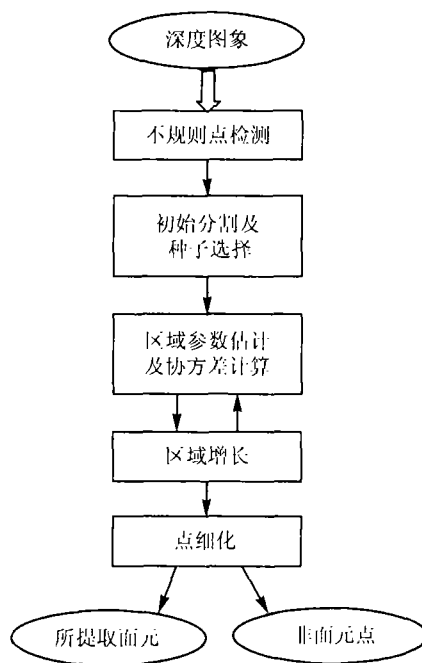 深度图象
不规则点检测
初始分割及
种子选择
区域参数估计
及协方差计算
区域增长
点细化
所提取面元
非面元点